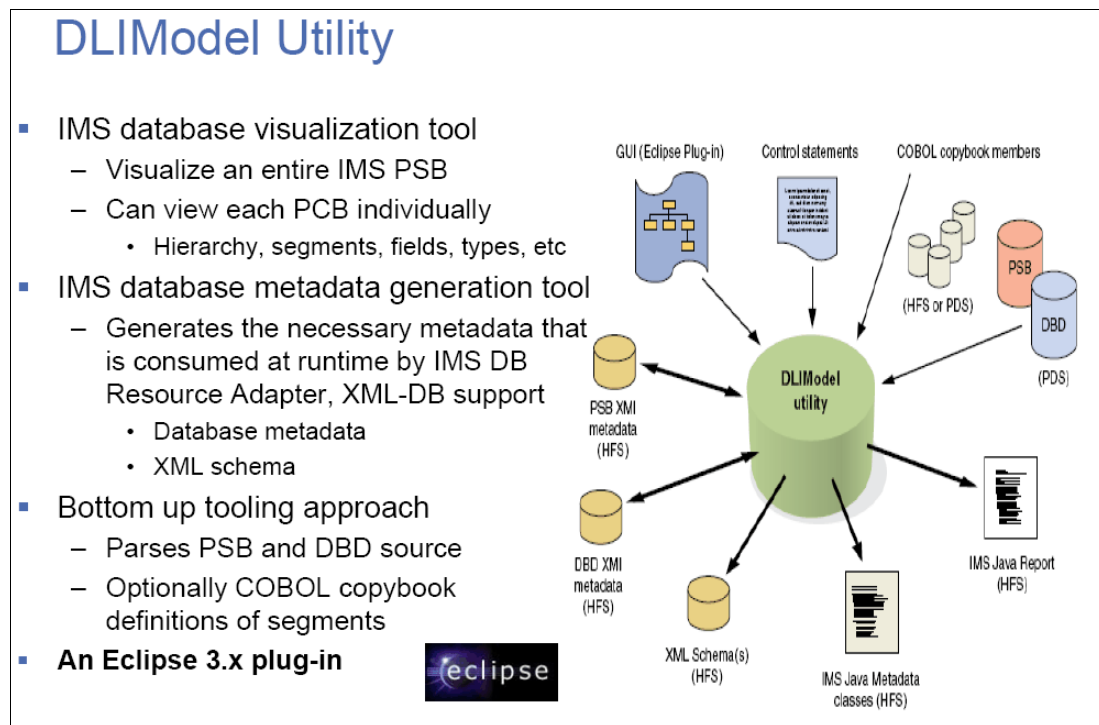 DLIModel Utility
▪ IMS database visualization tool
– Visualize an entire IMS PSB
– Can view each PCB individually
• Hierarchy, segments, fields, types, etc
▪ IMS database metadata generation tool
– Generates the necessary metadata that
is consumed at runtime by IMS DB
Resource Adapter, XML-DB support
• Database metadata
• XML schema
▪ Bottom up tooling approach
– Parses PSB and DBD source
– Optionally COBOL copybook
definitions of segments
▪ An Eclipse 3.x plug-in
eclipse
GUI (Eclipse Plug-in)
Control statements
COBOL copybook members
(HFS or PDS)
PSB
DBD
(PDS)
DLIModel
utility
PSB XMI
metadata
(HFS)
DBD XMI
metadata
(HFS)
XML Schema(s)
(HFS)
IMS Java Metadata
classes (HFS)
IMS Java Report
(HFS)